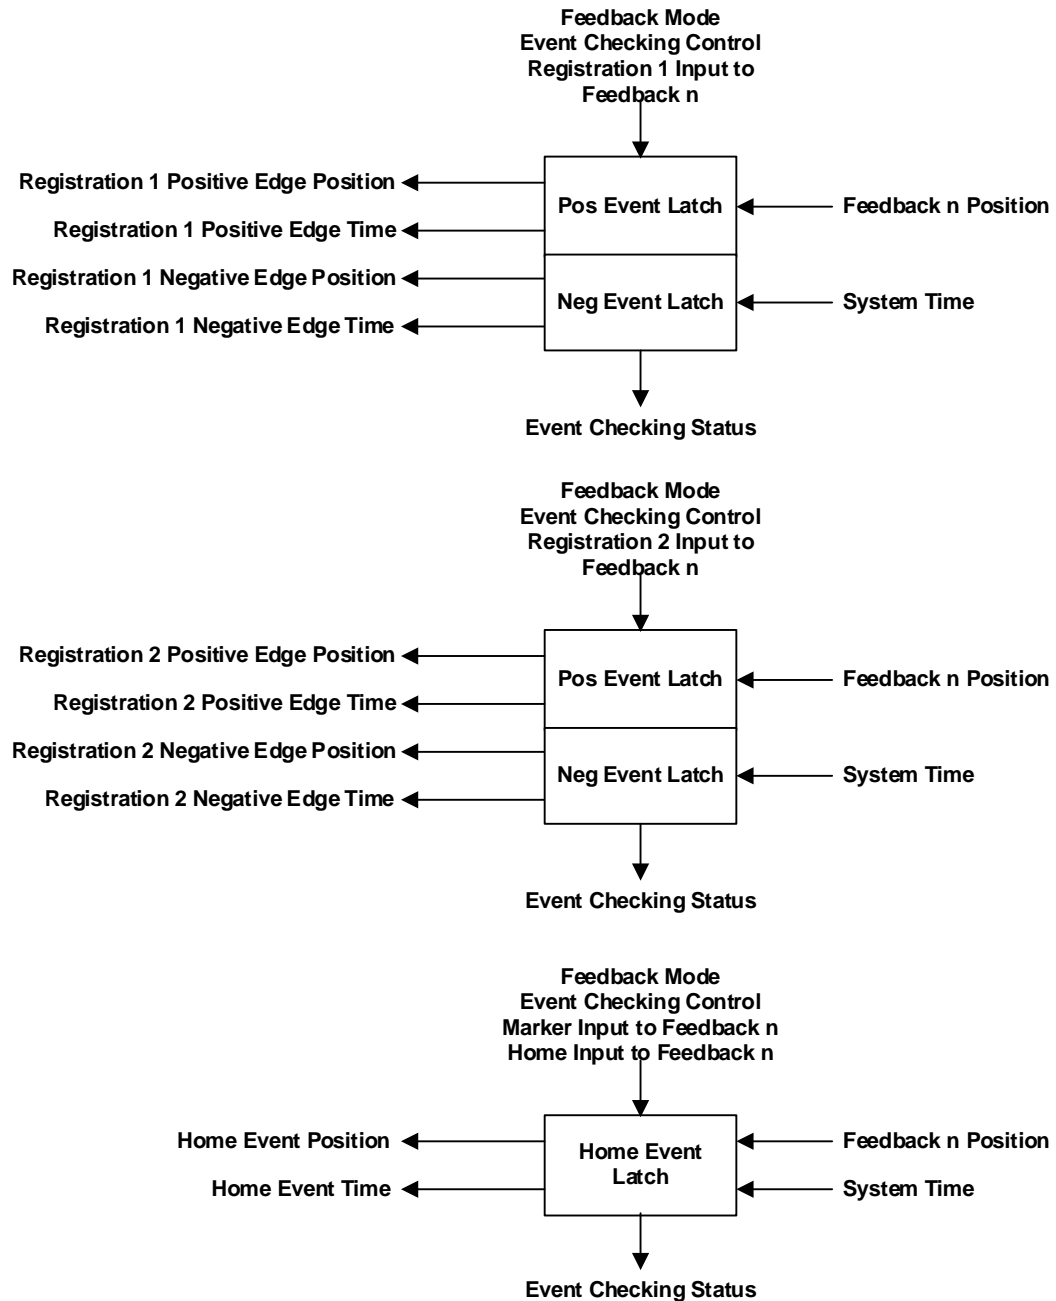 Feedback Mode
Event Checking Control
Registration 1 Input to
Feedback n
Registration 1 Positive Edge Position
Registration 1 Positive Edge Time
Registration 1 Negative Edge Position
Registration 1 Negative Edge Time
Pos Event Latch
Neg Event Latch
Feedback n Position
System Time
Event Checking Status
Feedback Mode
Event Checking Control
Registration 2 Input to
Feedback n
Registration 2 Positive Edge Position
Registration 2 Positive Edge Time
Registration 2 Negative Edge Position
Registration 2 Negative Edge Time
Pos Event Latch
Neg Event Latch
Feedback n Position
System Time
Event Checking Status
Feedback Mode
Event Checking Control
Marker Input to Feedback n
Home Input to Feedback n
Home Event Position
Home Event Time
Home Event
Latch
Feedback n Position
System Time
Event Checking Status